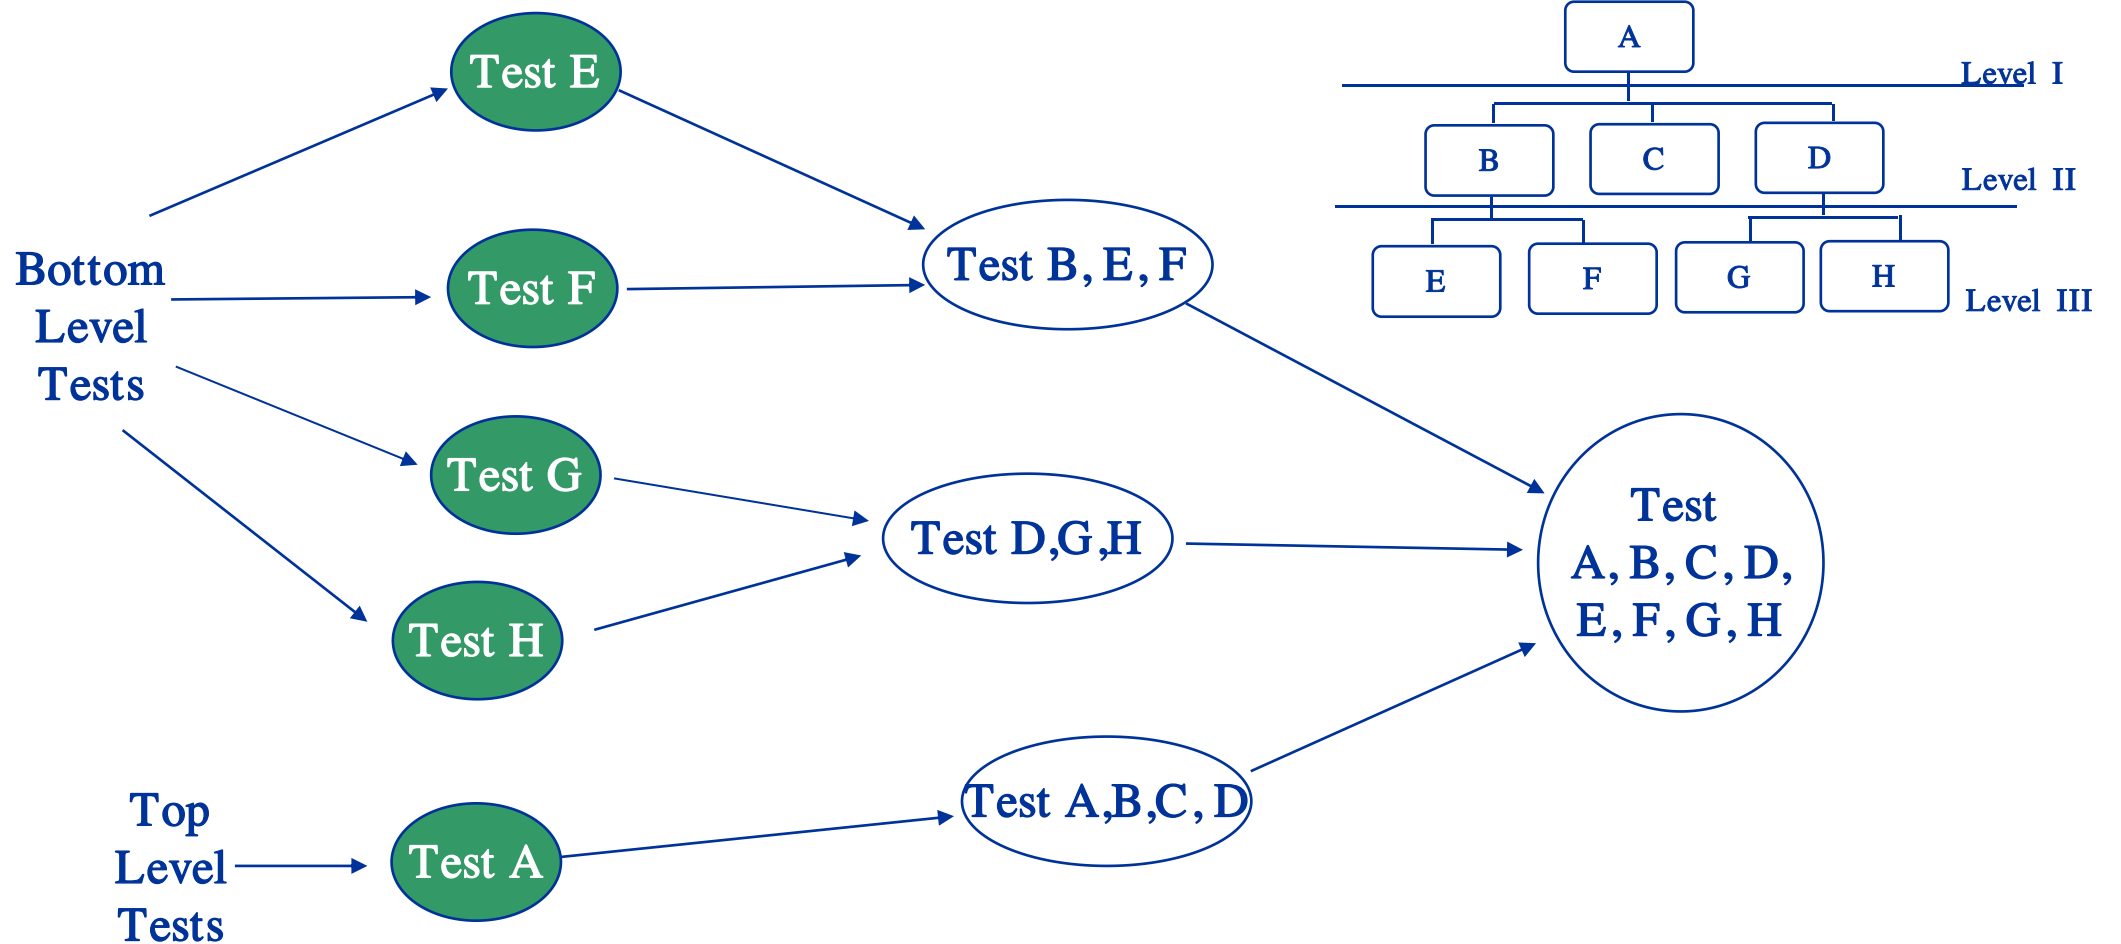 Test E
A
Level I
B
C
D
Level II
Test B, E, F
E
F
G
H
Level III
Bottom
Level
Tests
Test F
Test G
Test D,G,H
Test
A, B, C, D,
E, F, G, H
Test H
Top
Level
Tests
Test A
Test A,B,C, D